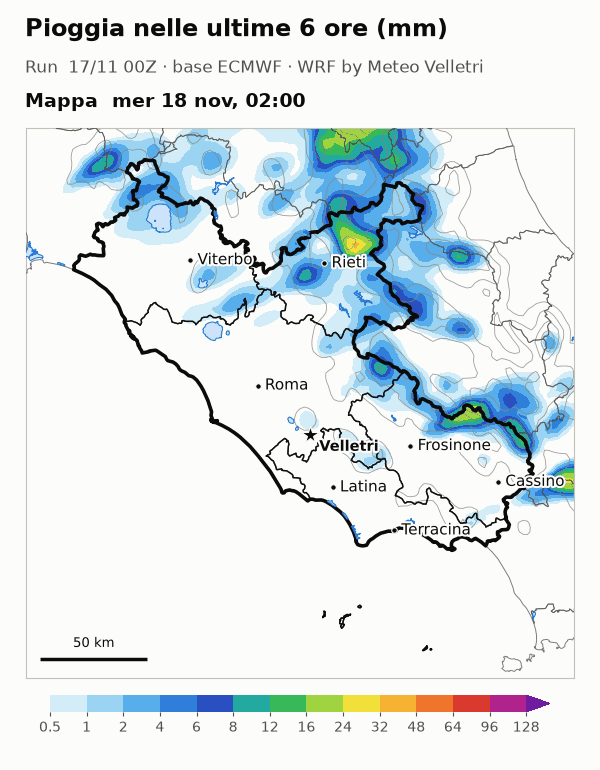 Pioggia nelle ultime 6 ore (mm)
Run 17/11 00Z · base ECMWF · WRF by Meteo Velletri
Mappa mer 18 nov, 02:00
Viterbo
Rieti
Roma
Velletri
Frosinone
Cassino
Latina
Terracina
50 km
0.5 1 2 4 6 8 12 16 24 32 48 64 96 128